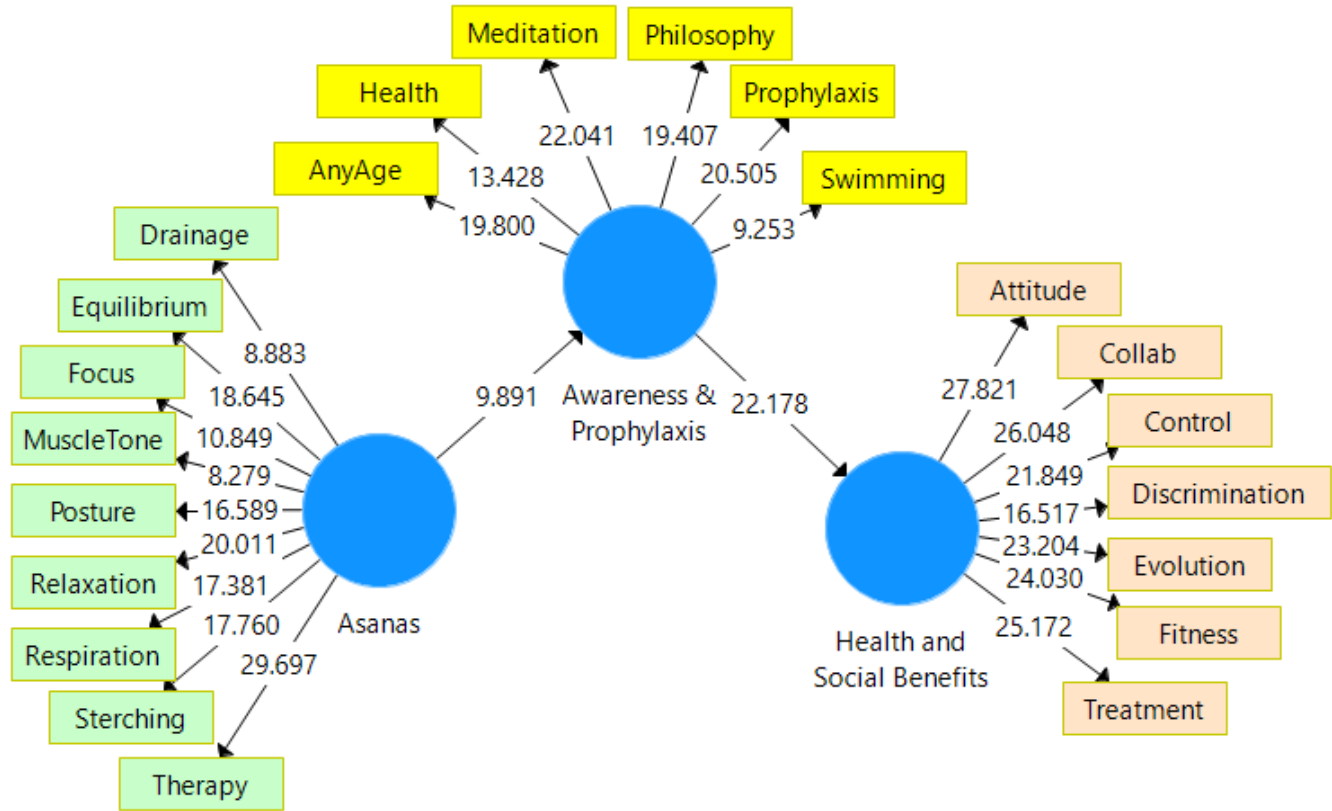 Meditation
Philosophy
Health
Prophylaxis
AnyAge
Swimming
22.041
19.407
13.428
20.505
19.800
9.253
Awareness &
Prophylaxis
Drainage
Equilibrium
Focus
MuscleTone
Posture
Relaxation
Respiration
Sterching
Therapy
8.883
18.645
10.849
8.279
16.589
20.011
17.381
17.760
29.697
Asanas
9.891
22.178
Attitude
Collab
Control
Discrimination
Evolution
Fitness
Treatment
27.821
26.048
21.849
16.517
23.204
24.030
25.172
Health and
Social Benefits